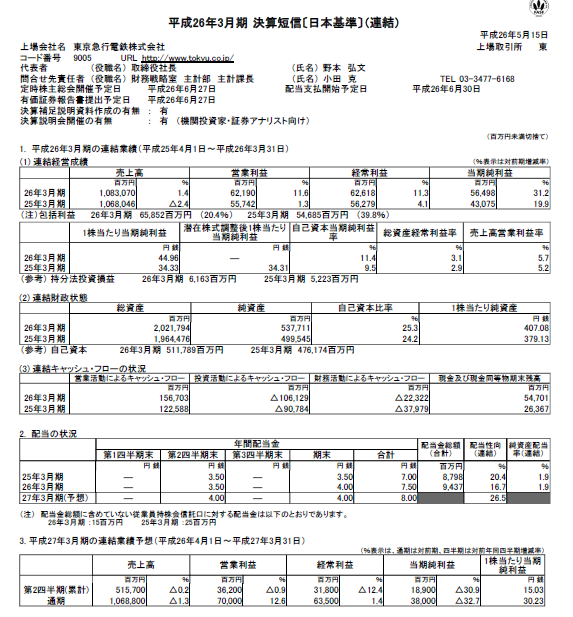 平成26年3月期 決算短信〔日本基準〕（連結）
平成26年5月15日
上場会社名 東京急行電鉄株式会社 上場取引所 東
コード番号 9005 URL http://www.tokyu.co.jp/
代表者 （役職名） 取締役社長 （氏名） 野本 弘文
問合せ先責任者 （役職名） 財務戦略室 主計部 主計課長 （氏名） 小田 克 TEL 03-3477-6168
定時株主総会開催予定日 平成26年6月27日 配当支払開始予定日 平成26年6月30日
有価証券報告書提出予定日 平成26年6月27日
決算補足説明資料作成の有無 ： 有
決算説明会開催の有無 ： 有 （機関投資家・証券アナリスト向け）
（百万円未満切捨て）
1. 平成26年3月期の連結業績（平成25年4月1日～平成26年3月31日）
(1) 連結経営成績 （％表示は対前期増減率）
売上高 営業利益 経常利益 当期純利益
百万円 % 百万円 % 百万円 % 百万円 %
26年3月期 1,083,070 1.4 62,190 11.6 62,618 11.3 56,498 31.2
25年3月期 1,068,046 △2.4 55,742 1.3 56,279 4.1 43,075 19.9
（注）包括利益 26年3月期 65,852百万円 （20.4％） 25年3月期 54,685百万円 （39.8％）
1株当たり当期純利益 潜在株式調整後1株当たり当期純利益 自己資本当期純利益率 総資産経常利益率 売上高営業利益率
円 銭 円 銭 % % %
26年3月期 44.96 ― 11.4 3.1 5.7
25年3月期 34.33 34.31 9.5 2.9 5.2
（参考） 持分法投資損益 26年3月期 6,163百万円 25年3月期 5,223百万円
(2) 連結財政状態
総資産 純資産 自己資本比率 1株当たり純資産
百万円 百万円 % 円 銭
26年3月期 2,021,794 537,711 25.3 407.08
25年3月期 1,964,476 499,545 24.2 379.13
（参考） 自己資本 26年3月期 511,789百万円 25年3月期 476,174百万円
(3) 連結キャッシュ・フローの状況
営業活動によるキャッシュ・フロー 投資活動によるキャッシュ・フロー 財務活動によるキャッシュ・フロー 現金及び現金同等物期末残高
百万円 百万円 百万円 百万円
26年3月期 156,703 △106,129 △22,322 54,701
25年3月期 122,588 △90,784 △37,979 26,367
2. 配当の状況
年間配当金 配当金総額（合計） 配当性向（連結） 純資産配当率（連結）
第1四半期末 第2四半期末 第3四半期末 期末 合計
円 銭 円 銭 円 銭 円 銭 円 銭 百万円 % %
25年3月期 ― 3.50 ― 3.50 7.00 8,798 20.4 1.9
26年3月期 ― 3.50 ― 4.00 7.50 9,437 16.7 1.9
27年3月期（予想） ― 4.00 ― 4.00 8.00 26.5
（注） 配当金総額に含めていない従業員持株会信託口に対する配当金は以下のとおりであります。
26年3月期 :15百万円 25年3月期 :25百万円
3. 平成27年3月期の連結業績予想（平成26年4月1日～平成27年3月31日）
（％表示は、通期は対前期、四半期は対前年同四半期増減率）
売上高 営業利益 経常利益 当期純利益 1株当たり当期純利益
百万円 % 百万円 % 百万円 % 百万円 % 円 銭
第2四半期（累計） 515,700 △0.2 36,200 △0.9 31,800 △12.4 18,900 △30.9 15.03
通期 1,068,800 △1.3 70,000 12.6 63,500 1.4 38,000 △32.7 30.23